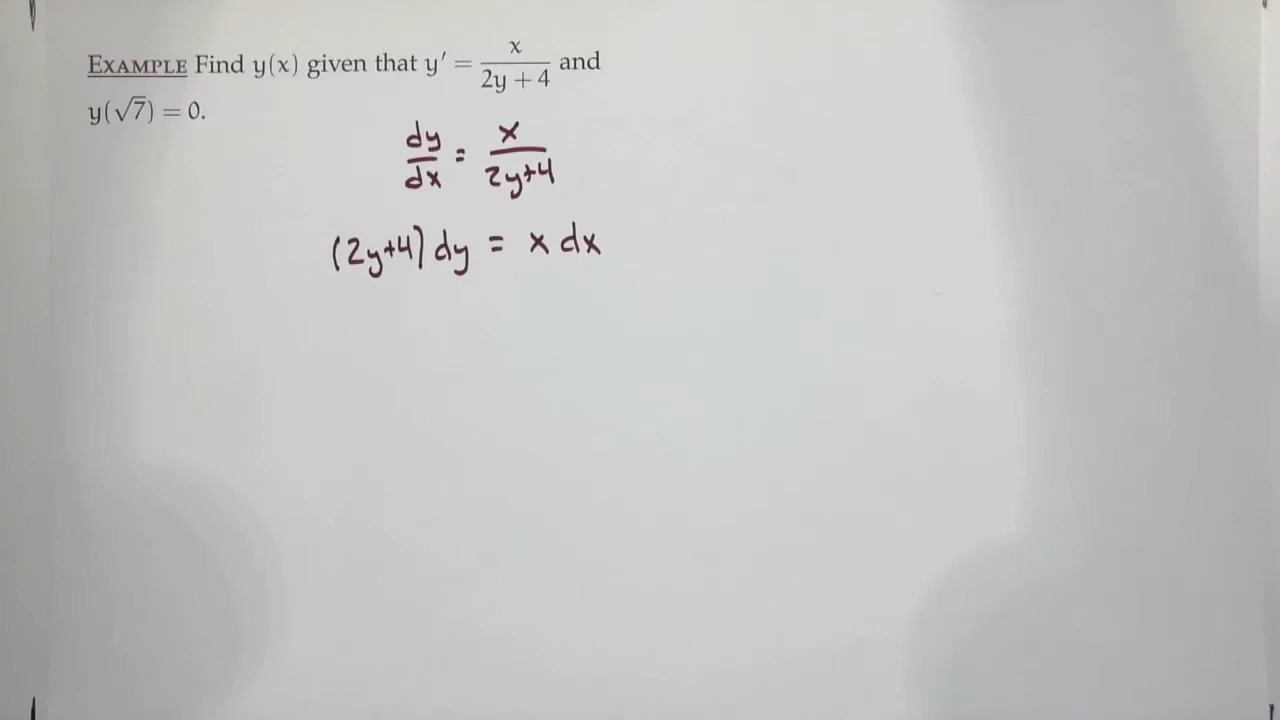 EXAMPLE Find y(x) given that y′ = x/(2y + 4) and
y(√7) = 0.
dy/dx = x/(2y+4)
(2y+4) dy = x dx